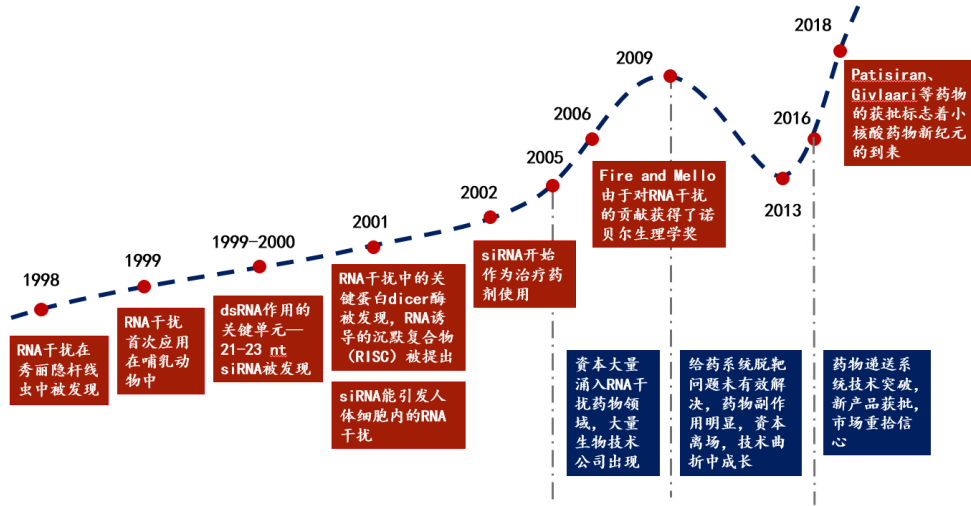 1998
RNA干扰在
秀丽隐杆线
虫中被发现
1999
RNA干扰
首次应用
在哺乳动
物中
1999-2000
dsRNA作用的
关键单元—
21-23 nt
siRNA被发现
2001
RNA干扰中的关
键蛋白dicer酶
被发现，RNA诱
导的沉默复合物
（RISC）被提出
siRNA能引发人
体细胞内的RNA
干扰
2002
siRNA开始
作为治疗药
剂使用
2005
2006
Fire and Mello
由于对RNA干扰
的贡献获得了诺
贝尔生理学奖
2009
2013
2016
2018
Patisiran、
Givlaari等药物
的获批标志着小
核酸药物新纪元
的到来
资本大量
涌入RNA干
扰药物领
域，大量
生物技术
公司出现
给药系统脱靶
问题未有效解
决，药物副作
用明显，资本
离场，技术曲
折中成长
药物递送系
统技术突破，
新产品获批，
市场重拾信
心